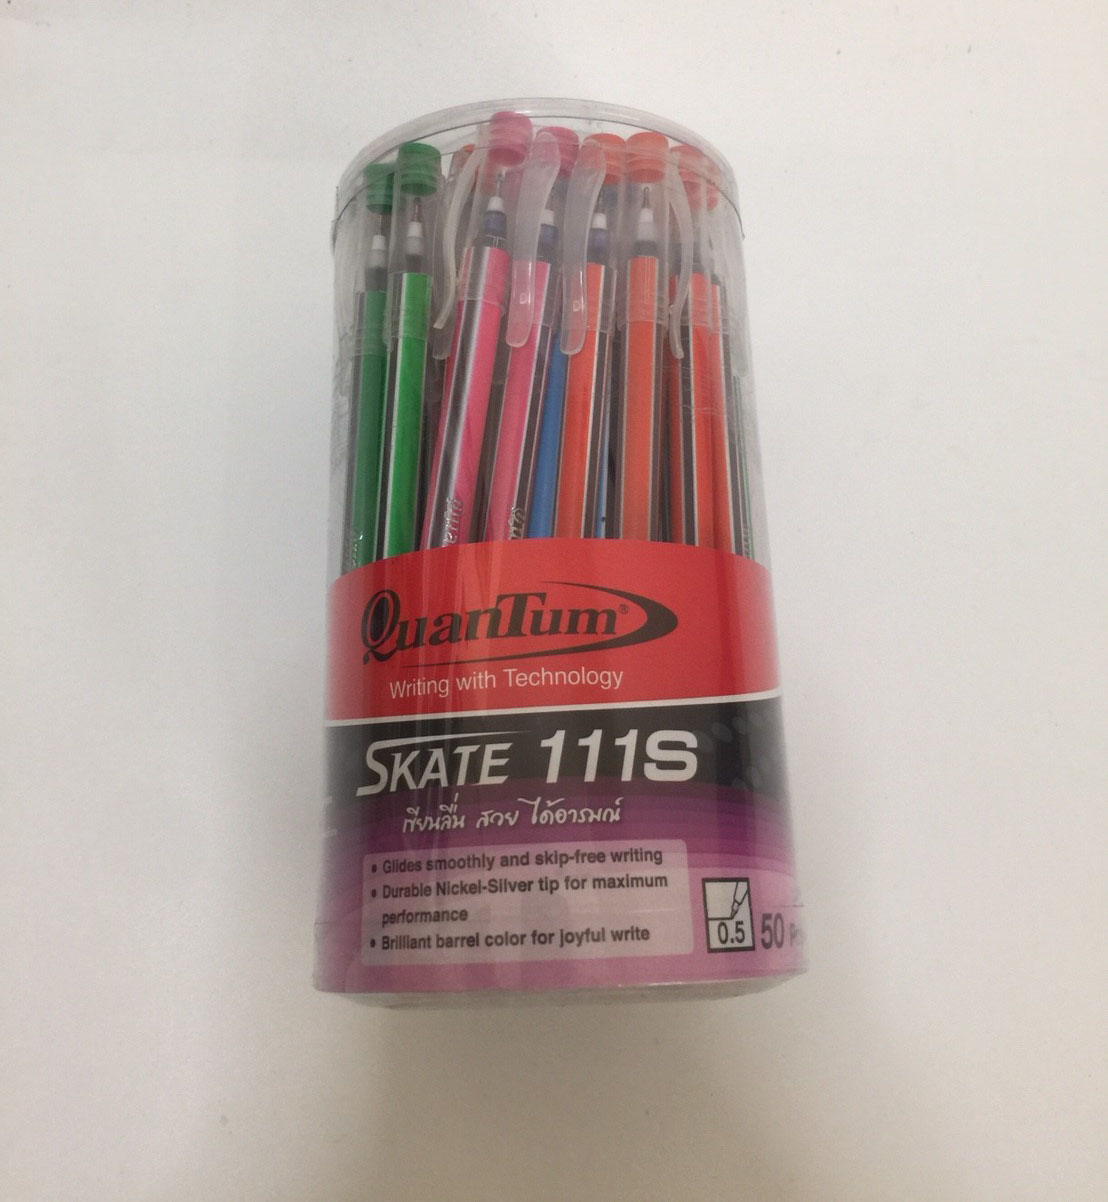 QuanTum®
Writing with Technology
SKATE 111S
เขียนลื่น สวย ได้อารมณ์
• Glides smoothly and skip-free writing
• Durable Nickel-Silver tip for maximum
performance
• Brilliant barrel color for joyful write
0.5
50